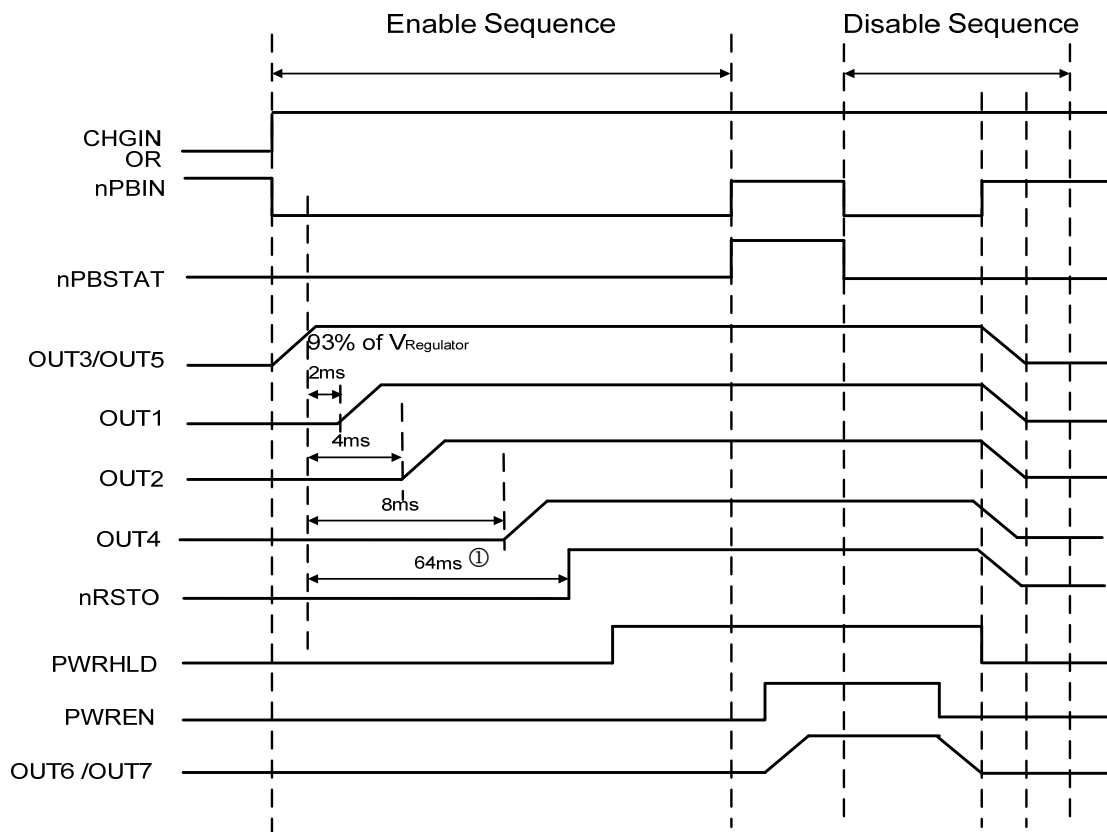 Enable Sequence
Disable Sequence
CHGIN
OR
nPBIN
nPBSTAT
OUT3/OUT5
93% of VRegulator
2ms
OUT1
4ms
OUT2
8ms
OUT4
64ms ①
nRSTO
PWRHLD
PWREN
OUT6 /OUT7